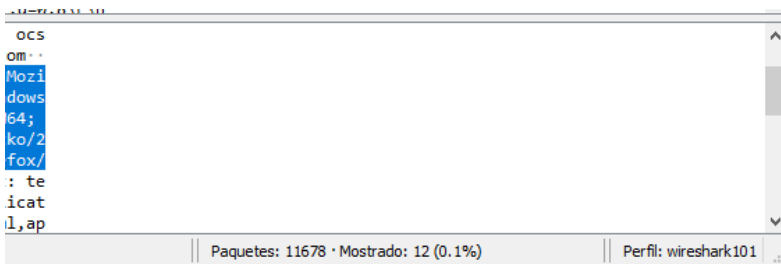 ocs
om··
Mozi
dows
64;
ko/2
fox/
: te
icat
l,ap
Paquetes: 11678 · Mostrado: 12 (0.1%) Perfil: wireshark101